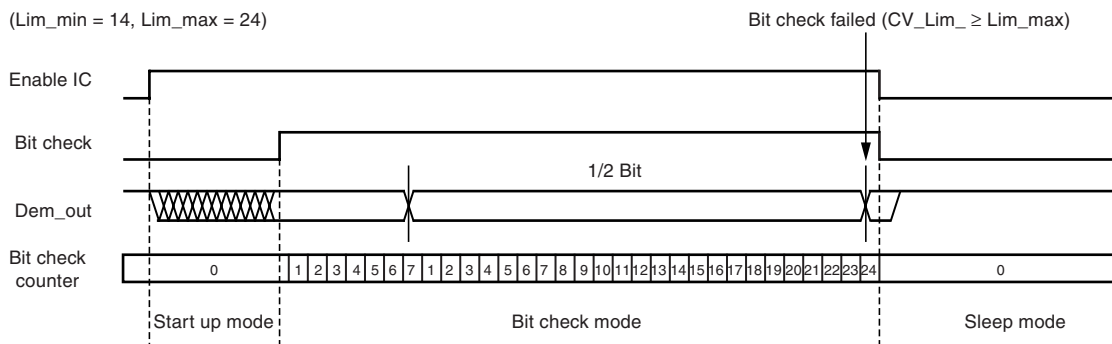 (Lim_min = 14, Lim_max = 24)
Bit check failed (CV_Lim_ ≥ Lim_max)
Enable IC
Bit check
1/2 Bit
Dem_out
Bit check
counter
0 1 2 3 4 5 6 7 1 2 3 4 5 6 7 8 9 10 11 12 13 14 15 16 17 18 19 20 21 22 23 24 0
Start up mode Bit check mode Sleep mode